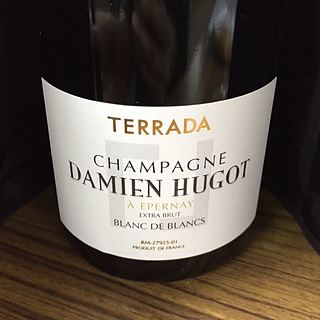 TERRADA
CHAMPAGNE
DAMIEN HUGOT
À EPERNAY
EXTRA BRUT
BLANC DE BLANCS
RM-27925-01
PRODUIT DE FRANCE